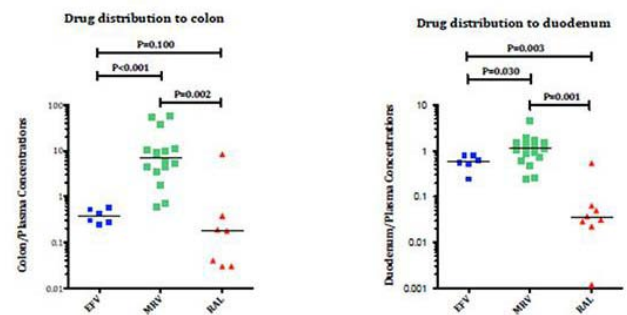 Drug distribution to colon
P=0.100
P<0.001
P=0.002
Colon/Plasma Concentrations
100
10
1
0.1
0.01
EFV
MRV
RAL
Drug distribution to duodenum
P=0.003
P=0.030
P=0.001
Duodenum/Plasma Concentrations
10
1
0.1
0.01
0.001
EFV
MRV
RAL